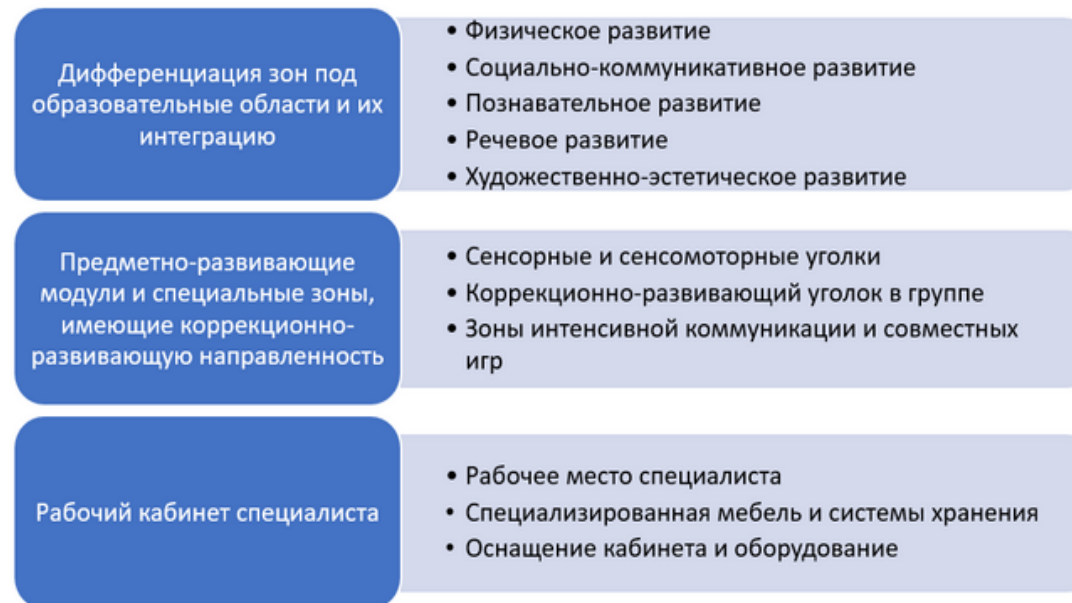 Дифференциация зон под
образовательные области и их
интеграцию
• Физическое развитие
• Социально-коммуникативное развитие
• Познавательное развитие
• Речевое развитие
• Художественно-эстетическое развитие
Предметно-развивающие
модули и специальные зоны,
имеющие коррекционно-
развивающую направленность
• Сенсорные и сенсомоторные уголки
• Коррекционно-развивающий уголок в группе
• Зоны интенсивной коммуникации и совместных
игр
Рабочий кабинет специалиста
• Рабочее место специалиста
• Специализированная мебель и системы хранения
• Оснащение кабинета и оборудование